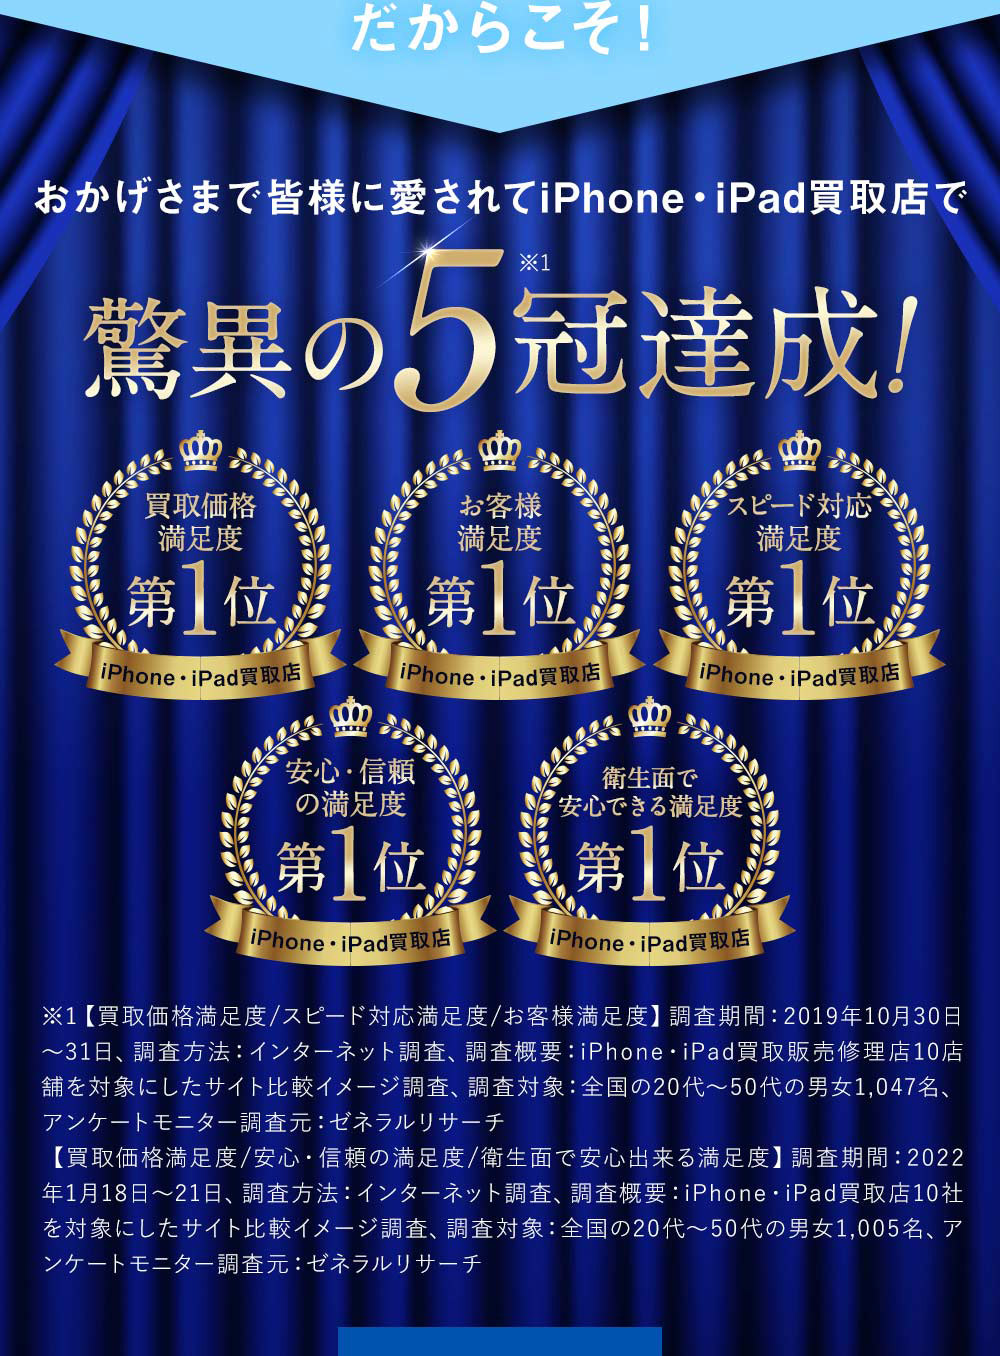 だからこそ!
おかげさまで皆様に愛されてiPhone・iPad買取店で
驚異の5冠達成!
※1
買取価格
満足度
第1位
iPhone・iPad買取店
お客様
満足度
第1位
iPhone・iPad買取店
スピード対応
満足度
第1位
iPhone・iPad買取店
安心・信頼
の満足度
第1位
iPhone・iPad買取店
衛生面で
安心できる満足度
第1位
iPhone・iPad買取店
※1【買取価格満足度/スピード対応満足度/お客様満足度】調査期間:2019年10月30日
～31日、調査方法:インターネット調査、調査概要:iPhone・iPad買取販売修理店10店
舗を対象にしたサイト比較イメージ調査、調査対象:全国の20代～50代の男女1,047名、
アンケートモニター調査元:ゼネラルリサーチ
【買取価格満足度/安心・信頼の満足度/衛生面で安心出来る満足度】調査期間:2022
年1月18日～21日、調査方法:インターネット調査、調査概要:iPhone・iPad買取店10社
を対象にしたサイト比較イメージ調査、調査対象:全国の20代～50代の男女1,005名、ア
ンケートモニター調査元:ゼネラルリサーチ